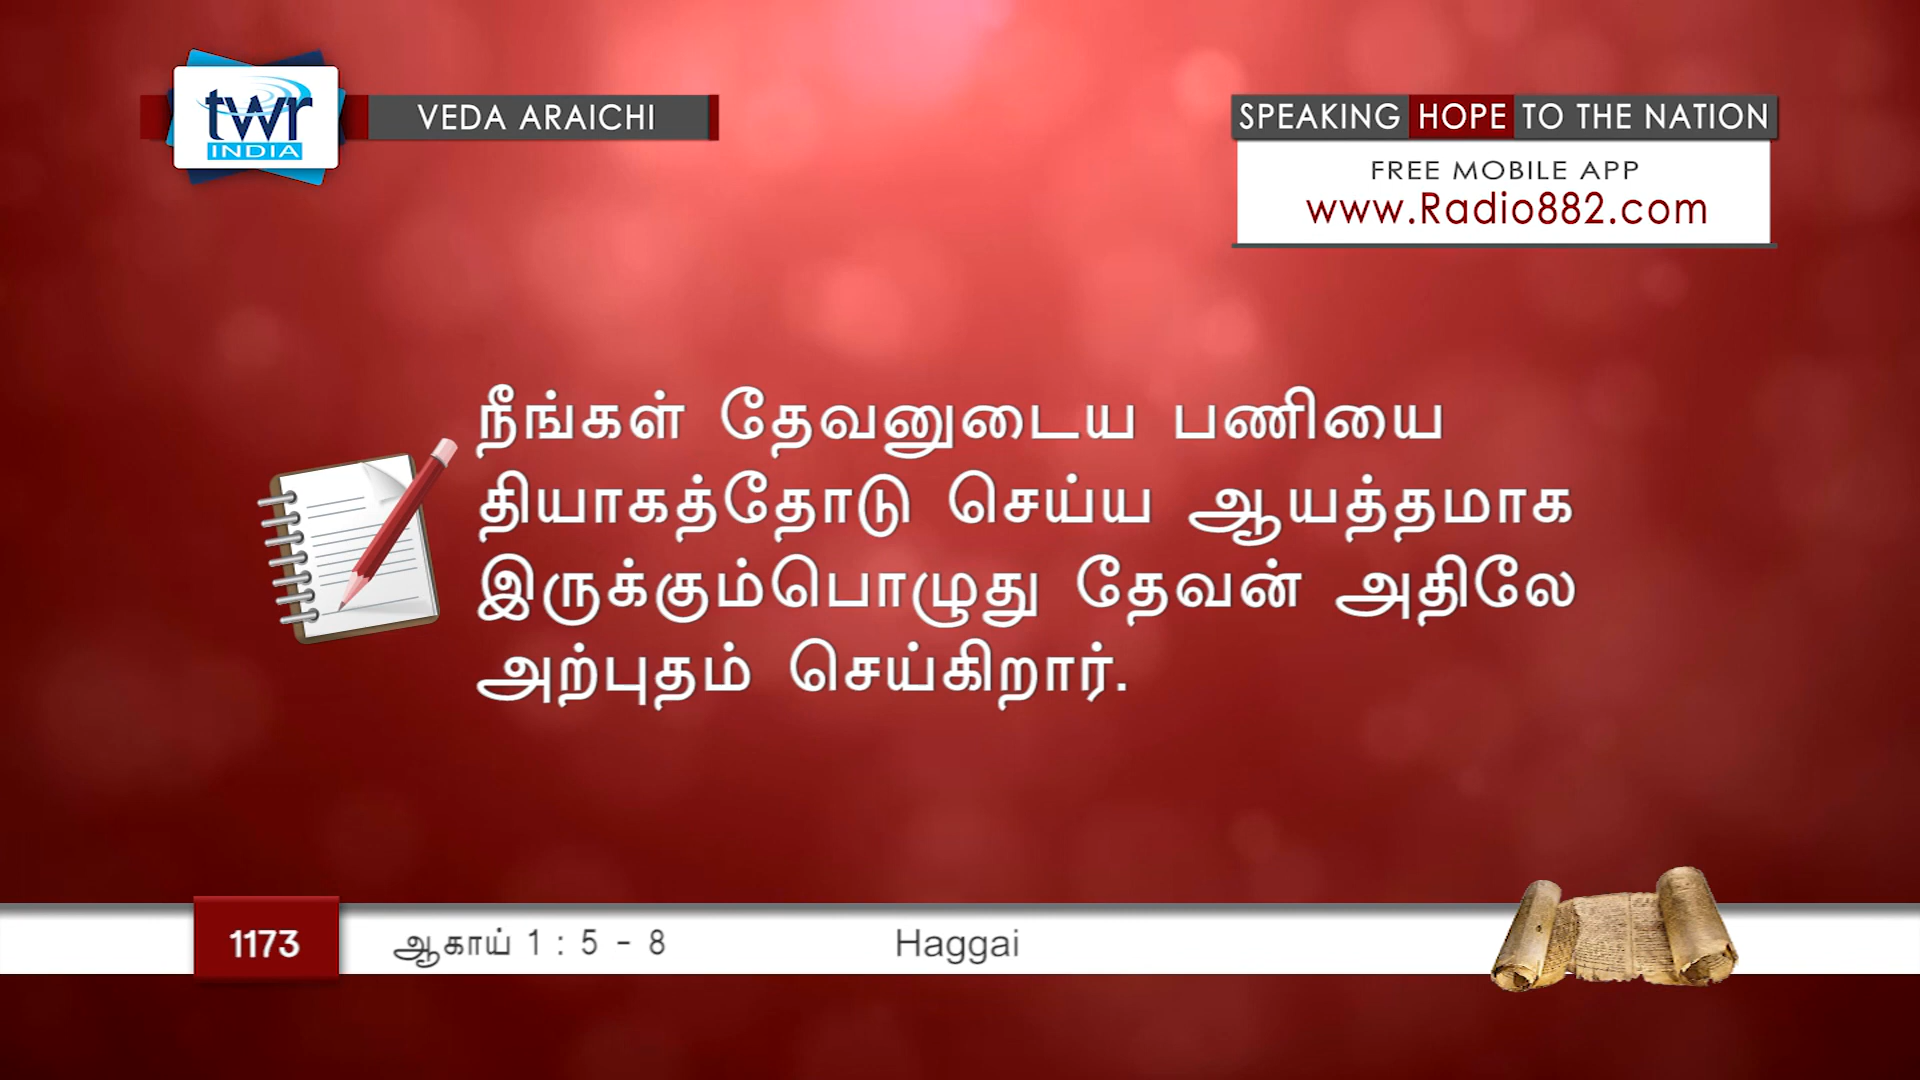 twr
INDIA
VEDA ARAICHI
SPEAKING HOPE TO THE NATION
FREE MOBILE APP
www.Radio882.com
நீங்கள் தேவனுடைய பணியை
தியாகத்தோடு செய்ய ஆயத்தமாக
இருக்கும்பொழுது தேவன் அதிலே
அற்புதம் செய்கிறார்.
1173
ஆகாய் 1 : 5 - 8
Haggai